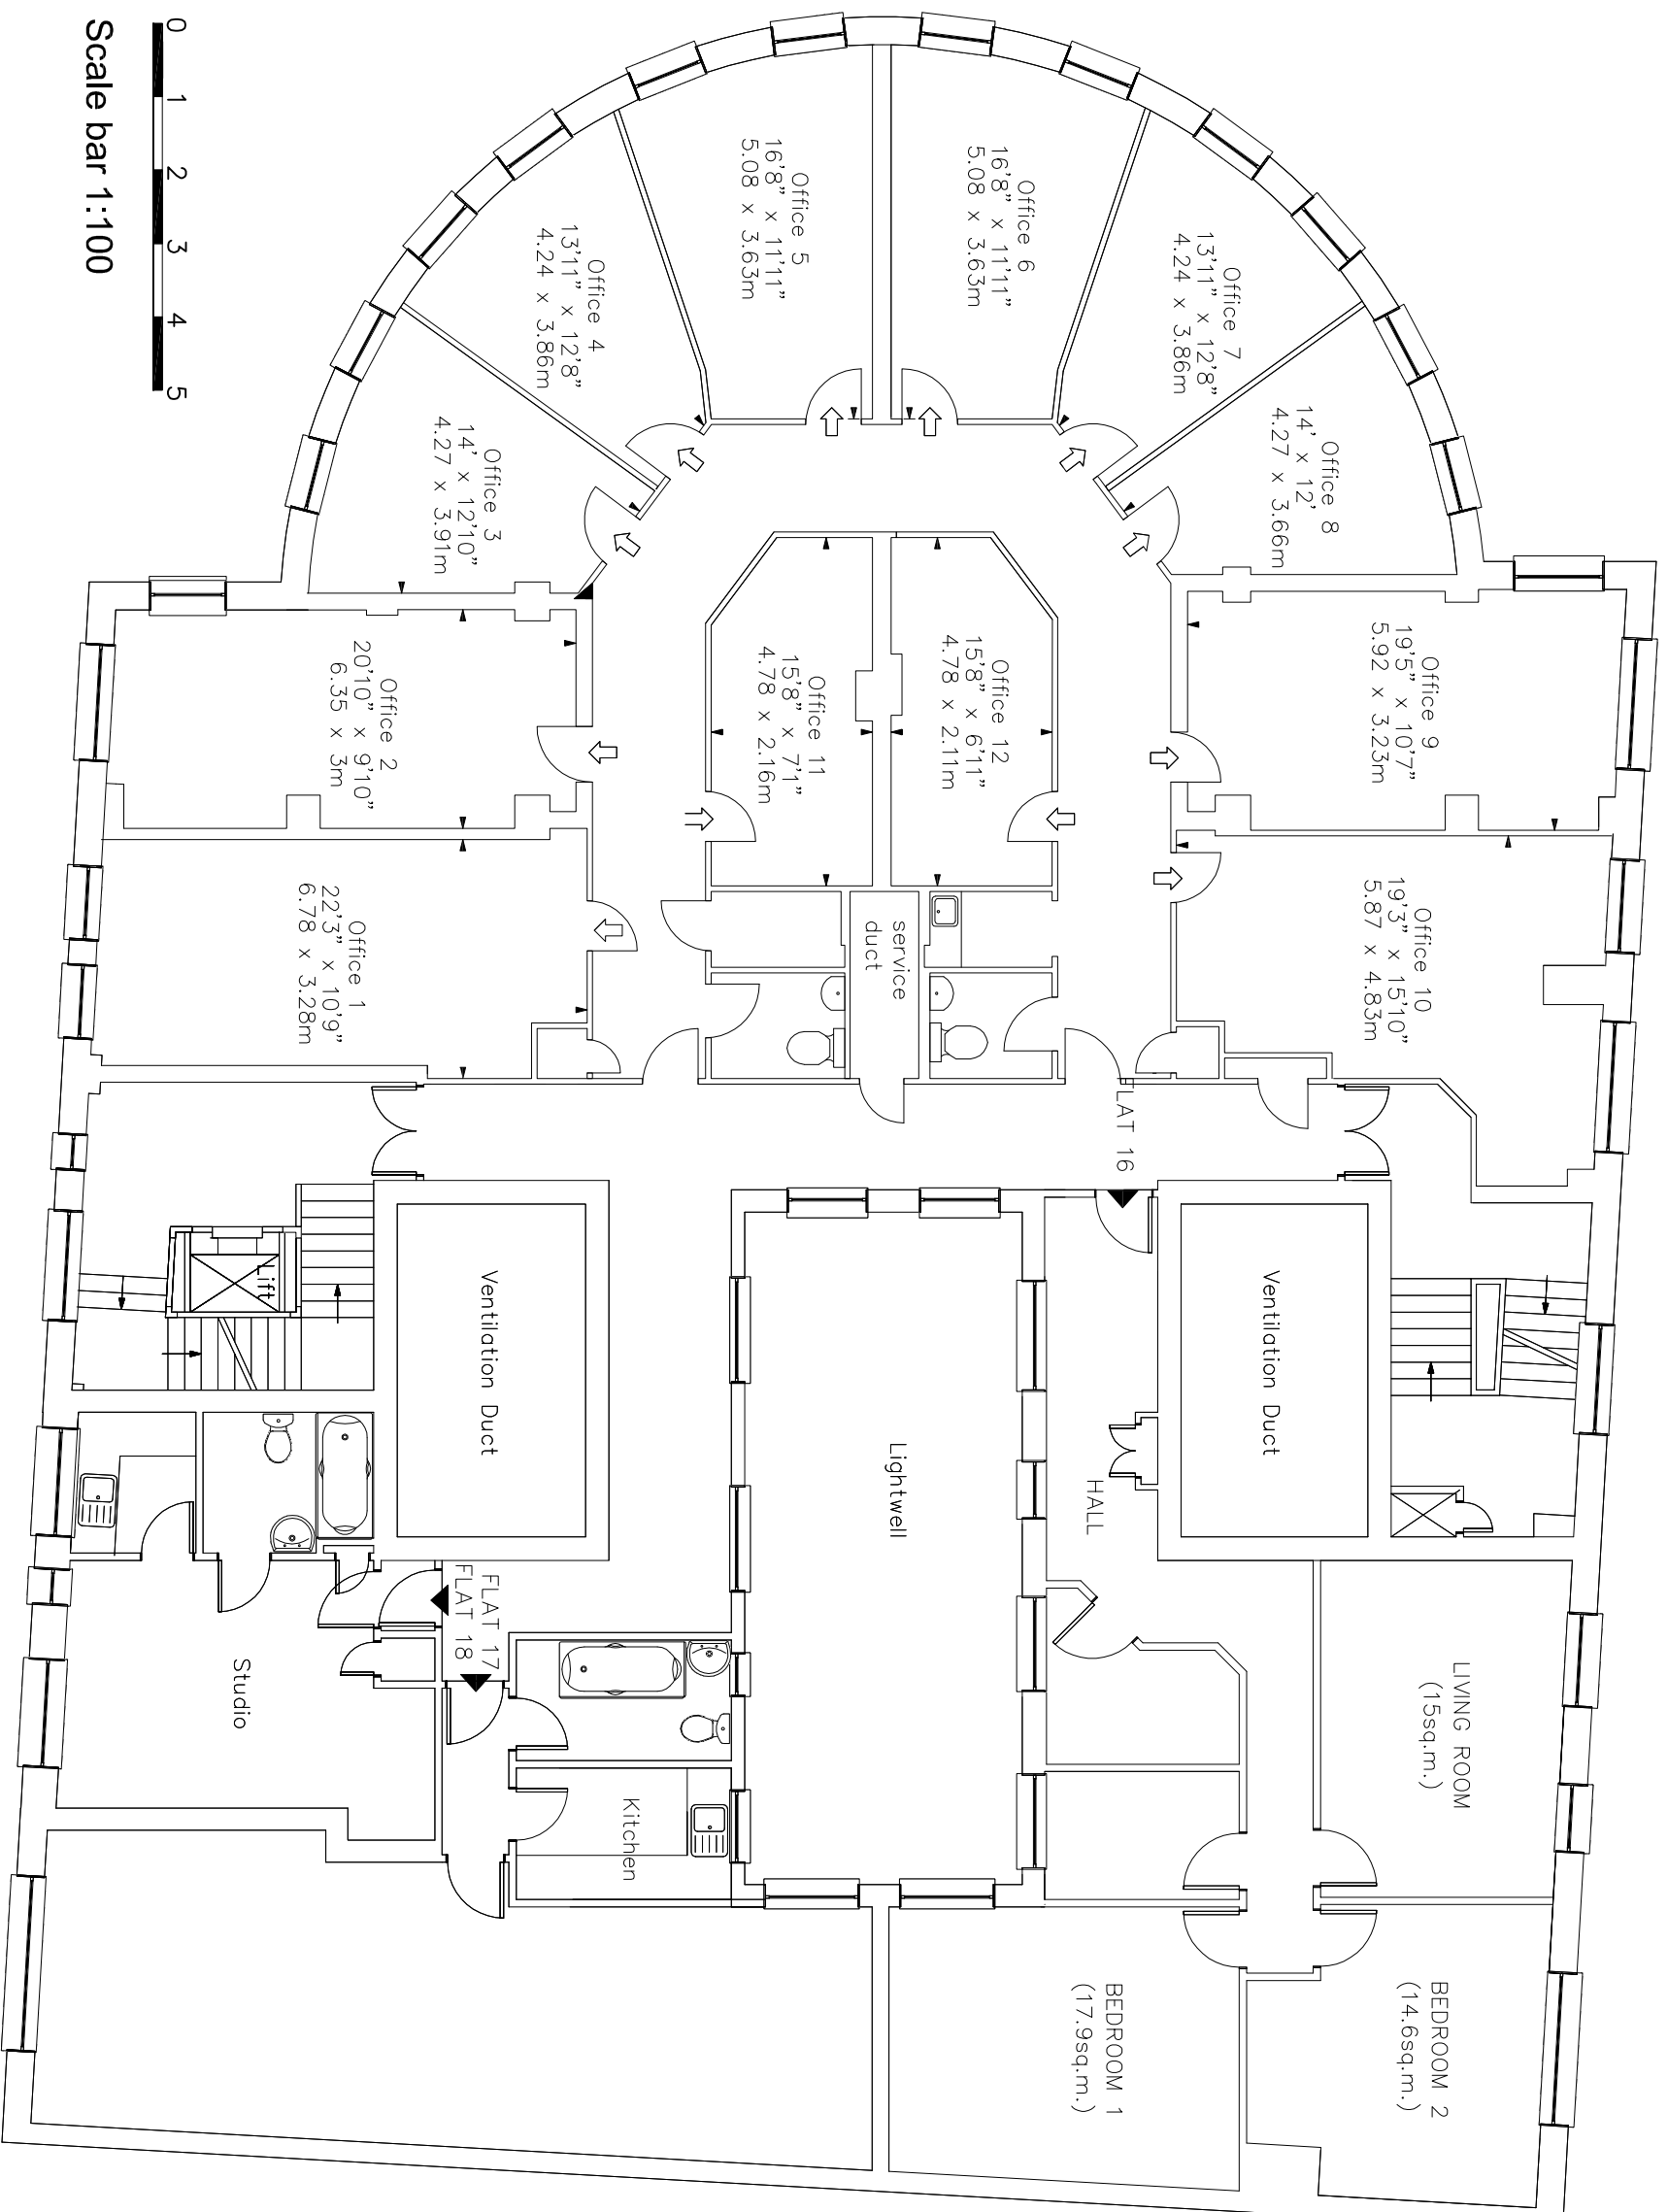 Scale bar 1:100
0 1 2 3 4 5
Office 1
22'3" x 10'9"
6.78 x 3.28m
Office 2
20'10" x 9'10"
6.35 x 3m
Office 3
14' x 12'10"
4.27 x 3.91m
Office 4
13'11" x 12'8"
4.24 x 3.86m
Office 5
16'8" x 11'11"
5.08 x 3.63m
Office 6
16'8" x 11'11"
5.08 x 3.63m
Office 7
13'11" x 12'8"
4.24 x 3.86m
Office 8
14' x 12'
4.27 x 3.66m
Office 9
19'5" x 10'7"
5.92 x 3.23m
Office 10
19'3" x 15'10"
5.87 x 4.83m
Office 11
15'8" x 7'1"
4.78 x 2.16m
Office 12
15'8" x 6'11"
4.78 x 2.11m
service
duct
FLAT 16
Ventilation Duct
Ventilation Duct
Lift
Lightwell
HALL
LIVING ROOM
(15sq.m.)
BEDROOM 2
(14.6sq.m.)
BEDROOM 1
(17.9sq.m.)
FLAT 17
FLAT 18
Kitchen
Studio